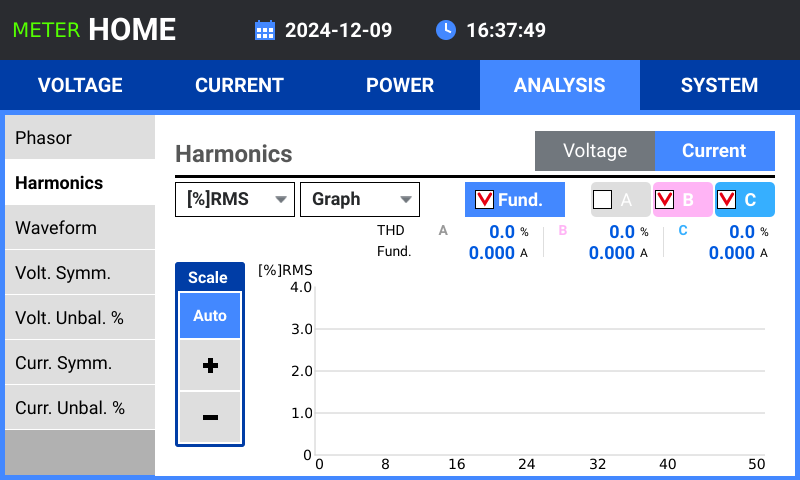 METER HOME 2024-12-09 16:37:49
VOLTAGE CURRENT POWER ANALYSIS SYSTEM
Phasor
Harmonics
Waveform
Volt. Symm.
Volt. Unbal. %
Curr. Symm.
Curr. Unbal. %
Harmonics Voltage Current
[%]RMS Graph Fund. A B C
THD A 0.0 % B 0.0 % C 0.0 %
Fund. 0.000 A 0.000 A 0.000 A
Scale
Auto
+
−
[%]RMS
4.0
3.0
2.0
1.0
0
0 8 16 24 32 40 50